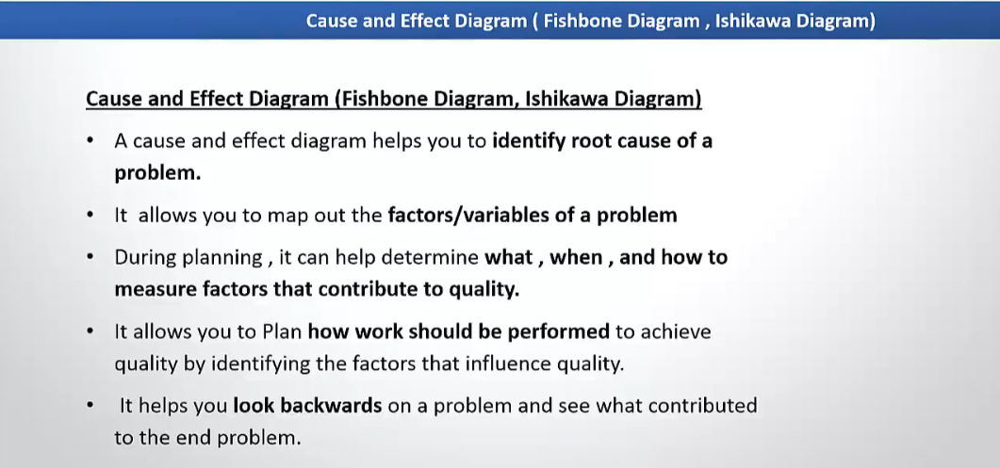 Cause and Effect Diagram ( Fishbone Diagram , Ishikawa Diagram)
Cause and Effect Diagram (Fishbone Diagram, Ishikawa Diagram)
• A cause and effect diagram helps you to identify root cause of a
problem.
• It allows you to map out the factors/variables of a problem
• During planning , it can help determine what , when , and how to
measure factors that contribute to quality.
• It allows you to Plan how work should be performed to achieve
quality by identifying the factors that influence quality.
• It helps you look backwards on a problem and see what contributed
to the end problem.